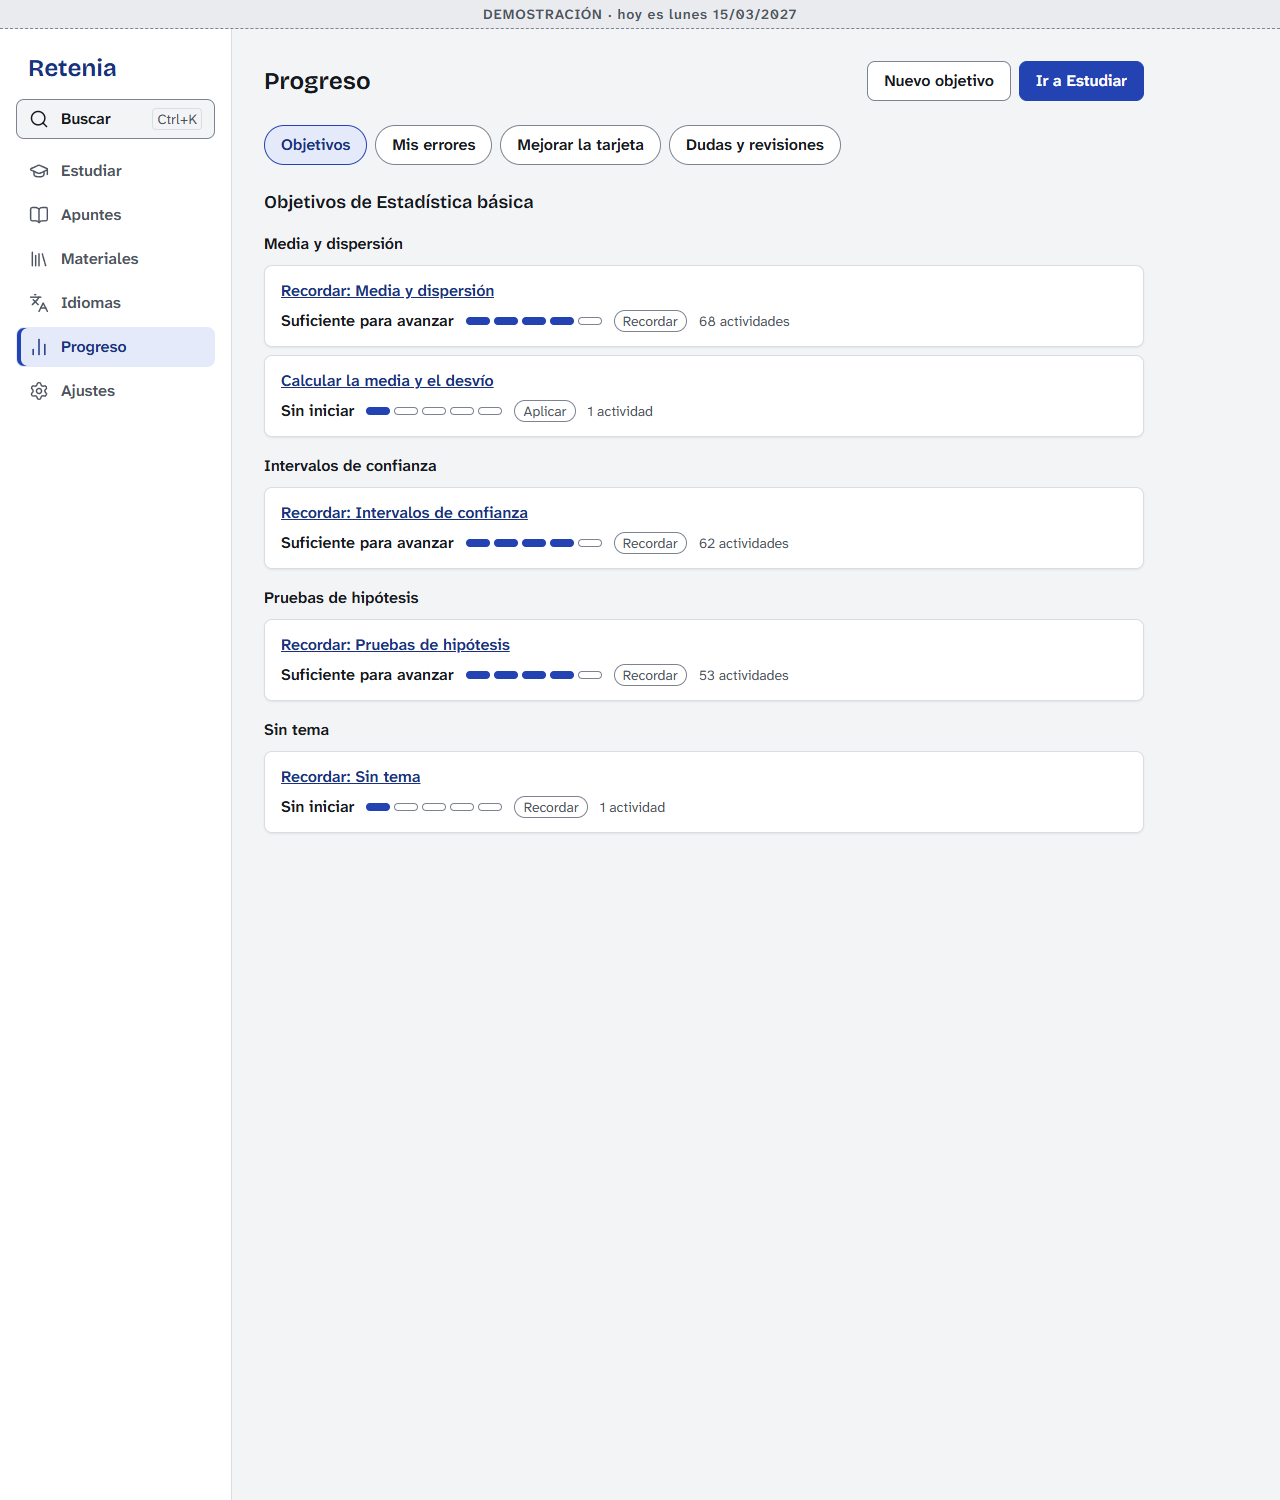 DEMOSTRACIÓN · hoy es lunes 15/03/2027
Retenia
Buscar Ctrl+K
Estudiar
Apuntes
Materiales
Idiomas
Progreso
Ajustes
Progreso
Nuevo objetivo
Ir a Estudiar
Objetivos
Mis errores
Mejorar la tarjeta
Dudas y revisiones
Objetivos de Estadística básica
Media y dispersión
Recordar: Media y dispersión
Suficiente para avanzar Recordar 68 actividades
Calcular la media y el desvío
Sin iniciar Aplicar 1 actividad
Intervalos de confianza
Recordar: Intervalos de confianza
Suficiente para avanzar Recordar 62 actividades
Pruebas de hipótesis
Recordar: Pruebas de hipótesis
Suficiente para avanzar Recordar 53 actividades
Sin tema
Recordar: Sin tema
Sin iniciar Recordar 1 actividad